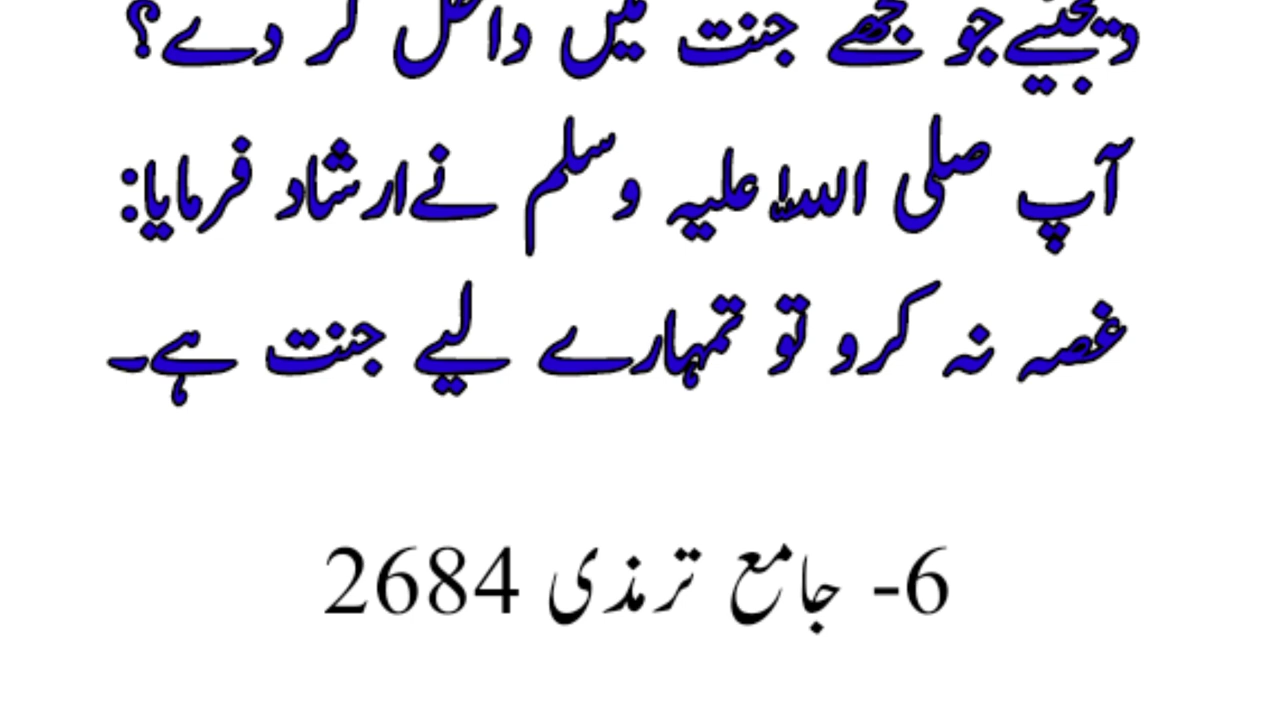 دیجئیے جو مجھے جنت میں داخل کر دے؟
آپ صلی اللہ علیہ وسلم نے ارشاد فرمایا:
غصہ نہ کرو تو تمہارے لیے جنت ہے۔
6- جامع ترمذی 2684